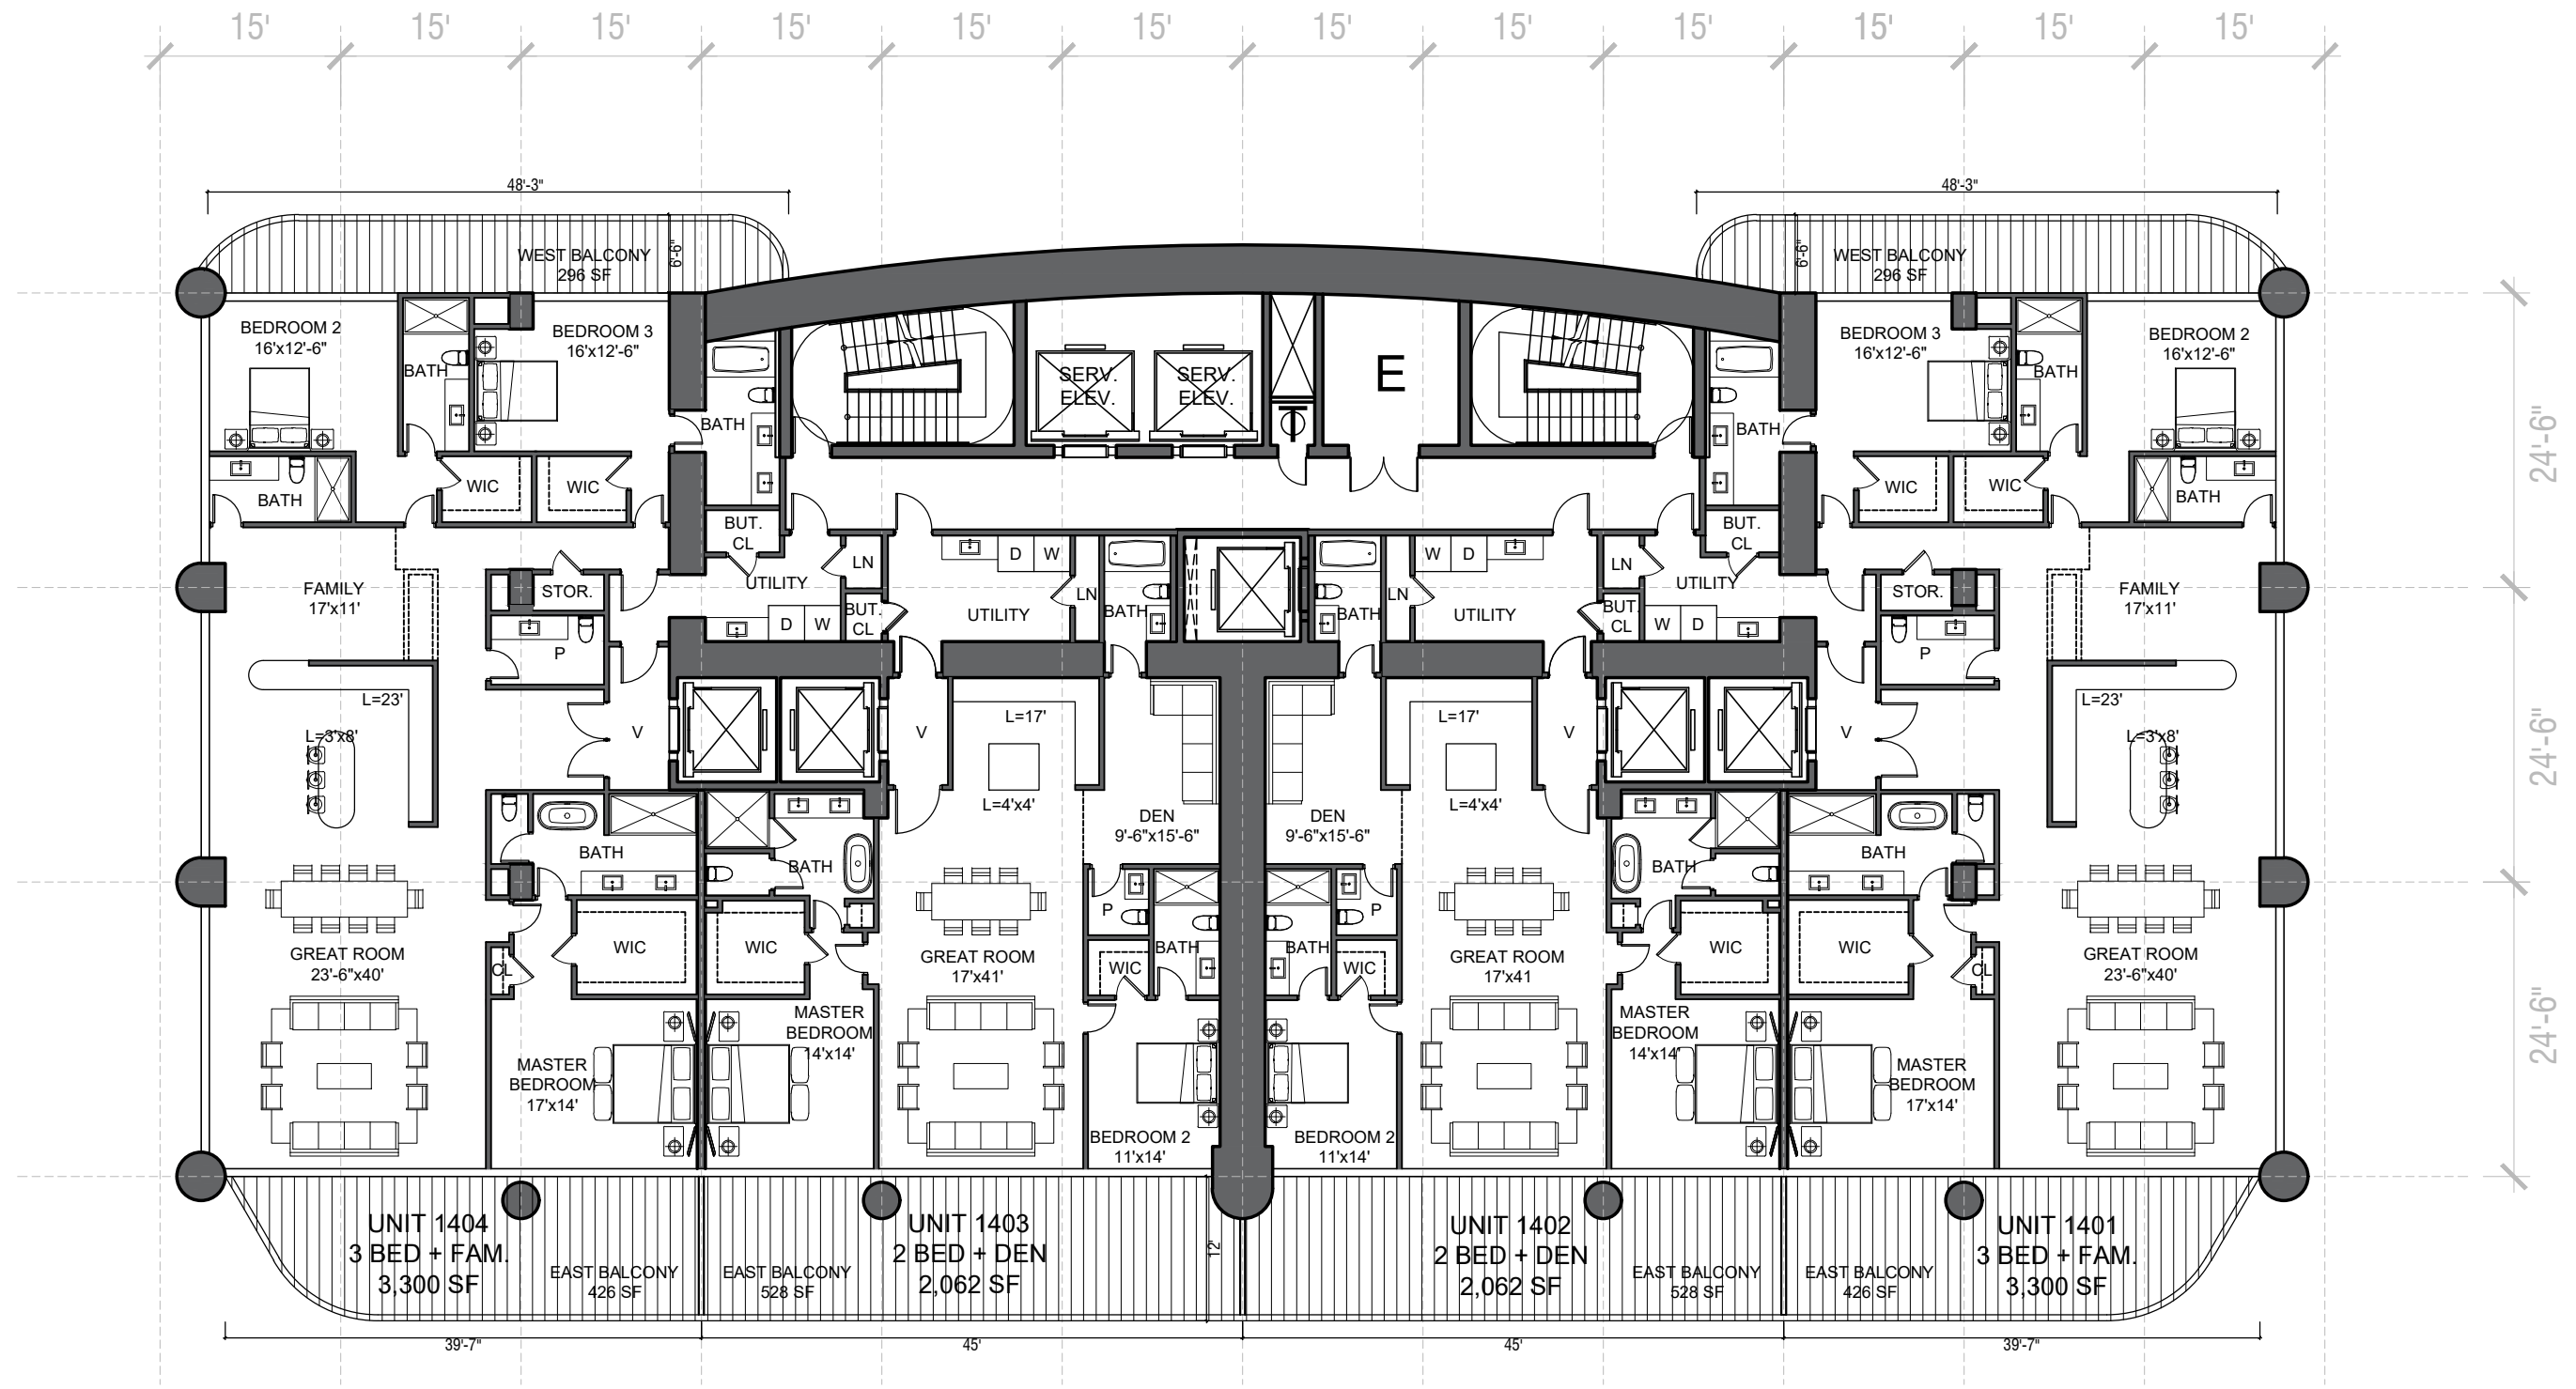 15' 15' 15' 15' 15' 15' 15' 15' 15' 15' 15' 15'
48'-3" 48'-3"
WEST BALCONY
296 SF
6'-6"
6'-6"
WEST BALCONY
296 SF
BEDROOM 2
16'x12'-6"
BATH
BEDROOM 3
16'x12'-6"
BATH
SERV.
ELEV.
SERV.
ELEV.
T
E
BATH
BEDROOM 3
16'x12'-6"
BATH
BEDROOM 2
16'x12'-6"
24'-6"
BATH
WIC
WIC
WIC
WIC
BATH
BUT.
CL
LN
D W
W D
LN
BUT.
CL
FAMILY
17'x11'
STOR.
UTILITY
D W
BUT.
CL
UTILITY
LN
BATH
BATH
LN
UTILITY
BUT.
CL
UTILITY
W D
STOR.
FAMILY
17'x11'
P
P
L=23'
L=3'x8'
V
V
L=17'
L=4'x4'
L=17'
L=4'x4'
V
V
L=23'
L=3'x8'
24'-6"
DEN
9'-6"x15'-6"
DEN
9'-6"x15'-6"
BATH
BATH
BATH
BATH
P
P
GREAT ROOM
23'-6"x40'
CL
WIC
WIC
GREAT ROOM
17'x41'
WIC
BATH
BATH
WIC
GREAT ROOM
17'x41
WIC
WIC
CL
GREAT ROOM
23'-6"x40'
24'-6"
MASTER
BEDROOM
17'x14'
MASTER
BEDROOM
14'x14'
BEDROOM 2
11'x14'
BEDROOM 2
11'x14'
MASTER
BEDROOM
14'x14'
MASTER
BEDROOM
17'x14'
UNIT 1404
3 BED + FAM.
3,300 SF
EAST BALCONY
426 SF
EAST BALCONY
528 SF
UNIT 1403
2 BED + DEN
2,062 SF
12'
UNIT 1402
2 BED + DEN
2,062 SF
EAST BALCONY
528 SF
EAST BALCONY
426 SF
UNIT 1401
3 BED + FAM.
3,300 SF
39'-7" 45' 45' 39'-7"